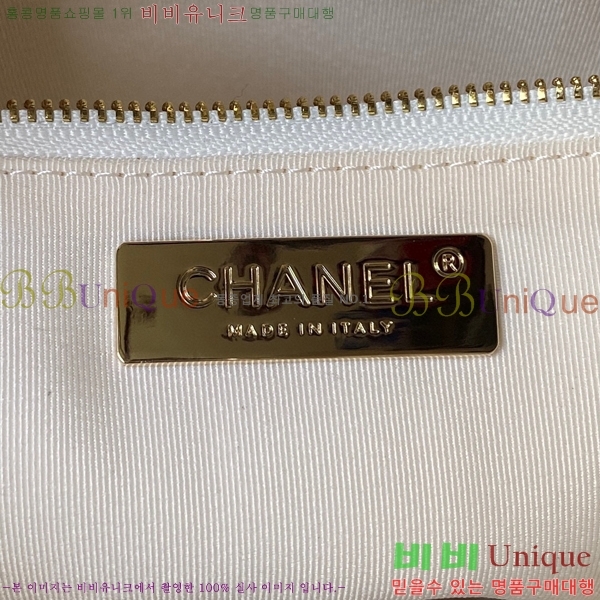 홍콩명품쇼핑몰 1위 비비유니크 명품구매대행
CHANEL®
BBUniQue BBUniQue
MADE IN ITALY
비비 Unique
믿을수 있는 명품구매대행
-본 이미지는 비비유니크에서 촬영한 100% 실사 이미지 입니다.-